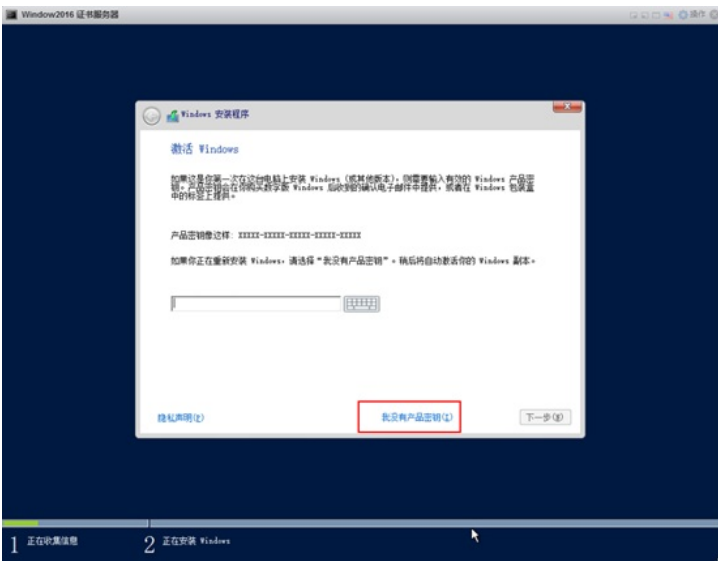 Window2016 证书服务器
操作
Windows 安装程序
激活 Windows
如果这是你第一次在这台电脑上安装 Windows (或其他版本)，则需要输入有效的 Windows 产品密
钥。产品密钥会在你购买数字版 Windows 后收到的确认电子邮件中提供，或者在 Windows 包装盒
中的标签上提供。
产品密钥像这样: XXXXX-XXXXX-XXXXX-XXXXX-XXXXX
如果你正在重新安装 Windows，请选择“我没有产品密钥”。稍后将自动激活你的 Windows 副本。
隐私声明(P)
我没有产品密钥(I)
下一步(N)
1 正在收集信息
2 正在安装 Windows